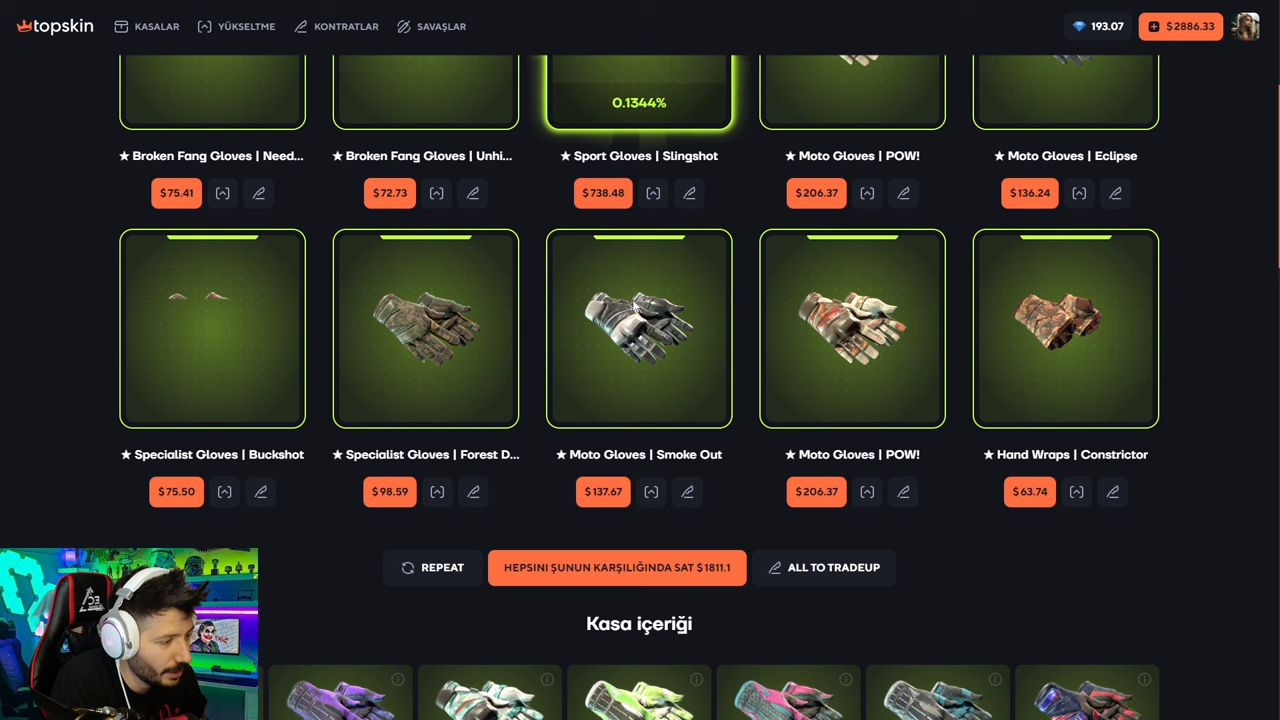 topskin KASALAR YÜKSELTME KONTRATLAR SAVAŞLAR 193.07 $2886.33
0.1344%
★ Broken Fang Gloves | Need... ★ Broken Fang Gloves | Unhi... ★ Sport Gloves | Slingshot ★ Moto Gloves | POW! ★ Moto Gloves | Eclipse
$75.41 $72.73 $738.48 $206.37 $136.24
★ Specialist Gloves | Buckshot ★ Specialist Gloves | Forest D... ★ Moto Gloves | Smoke Out ★ Moto Gloves | POW! ★ Hand Wraps | Constrictor
$75.50 $98.59 $137.67 $206.37 $63.74
REPEAT HEPSINI ŞUNUN KARŞILIĞINDA SAT $1811.1 ALL TO TRADEUP
Kasa içeriği